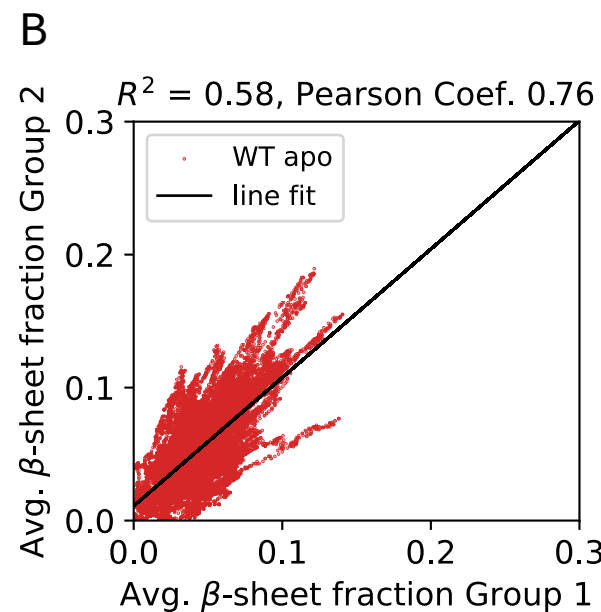 B
R² = 0.58, Pearson Coef. 0.76
Avg. β-sheet fraction Group 2
0.3
0.2
0.1
0.0
WT apo
line fit
0.0 0.1 0.2 0.3
Avg. β-sheet fraction Group 1